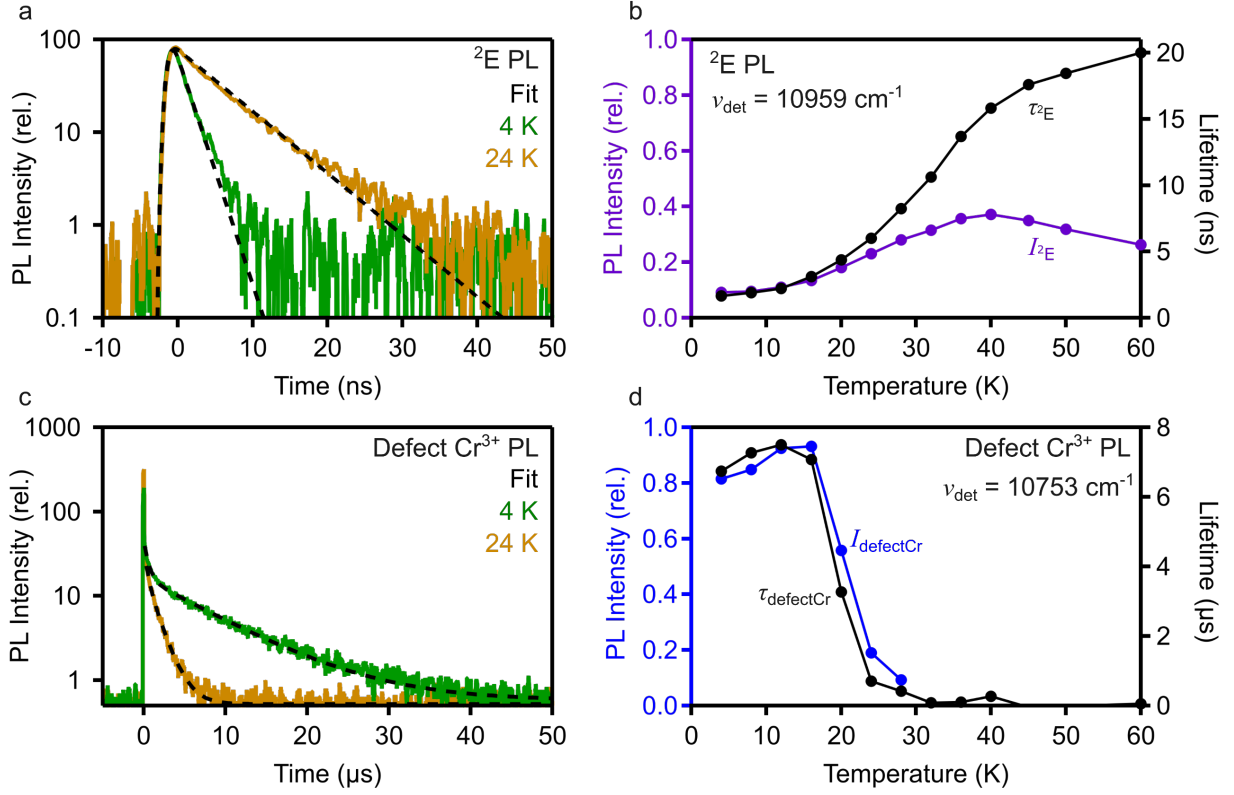 a
100
10
1
0.1
PL Intensity (rel.)
-10 0 10 20 30 40 50
Time (ns)
²E PL
Fit
4 K
24 K
b
1.0
0.8
0.6
0.4
0.2
0.0
PL Intensity (rel.)
²E PL
νdet = 10959 cm⁻¹
τ²E
I²E
20
15
10
5
0
Lifetime (ns)
0 10 20 30 40 50 60
Temperature (K)
c
1000
100
10
1
PL Intensity (rel.)
0 10 20 30 40 50
Time (µs)
Defect Cr³⁺ PL
Fit
4 K
24 K
d
1.0
0.8
0.6
0.4
0.2
0.0
PL Intensity (rel.)
Defect Cr³⁺ PL
νdet = 10753 cm⁻¹
IdefectCr
τdefectCr
8
6
4
2
0
Lifetime (µs)
0 10 20 30 40 50 60
Temperature (K)